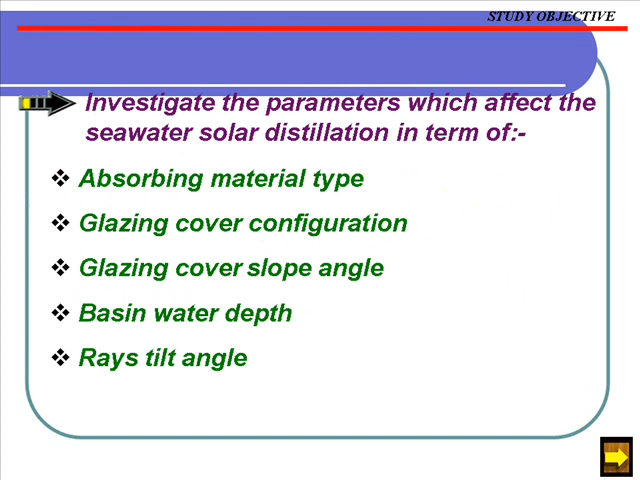 STUDY OBJECTIVE
Investigate the parameters which affect the
seawater solar distillation in term of:-
❖ Absorbing material type
❖ Glazing cover configuration
❖ Glazing cover slope angle
❖ Basin water depth
❖ Rays tilt angle